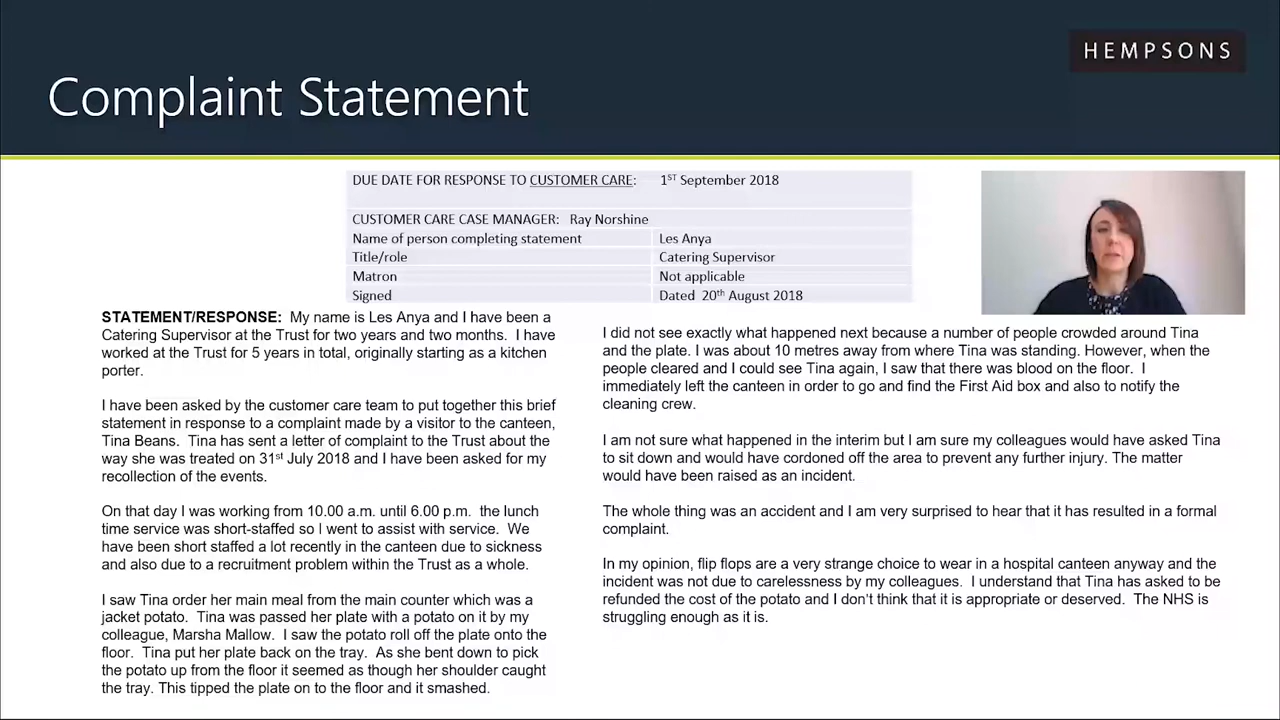 HEMPSONS
Complaint Statement
DUE DATE FOR RESPONSE TO CUSTOMER CARE: 1ST September 2018
CUSTOMER CARE CASE MANAGER: Ray Norshine
Name of person completing statement Les Anya
Title/role Catering Supervisor
Matron Not applicable
Signed Dated 20th August 2018
STATEMENT/RESPONSE: My name is Les Anya and I have been a
Catering Supervisor at the Trust for two years and two months. I have
worked at the Trust for 5 years in total, originally starting as a kitchen
porter.
I have been asked by the customer care team to put together this brief
statement in response to a complaint made by a visitor to the canteen,
Tina Beans. Tina has sent a letter of complaint to the Trust about the
way she was treated on 31st July 2018 and I have been asked for my
recollection of the events.
On that day I was working from 10.00 a.m. until 6.00 p.m. the lunch
time service was short-staffed so I went to assist with service. We
have been short staffed a lot recently in the canteen due to sickness
and also due to a recruitment problem within the Trust as a whole.
I saw Tina order her main meal from the main counter which was a
jacket potato. Tina was passed her plate with a potato on it by my
colleague, Marsha Mallow. I saw the potato roll off the plate onto the
floor. Tina put her plate back on the tray. As she bent down to pick
the potato up from the floor it seemed as though her shoulder caught
the tray. This tipped the plate on to the floor and it smashed.
I did not see exactly what happened next because a number of people crowded around Tina
and the plate. I was about 10 metres away from where Tina was standing. However, when the
people cleared and I could see Tina again, I saw that there was blood on the floor. I
immediately left the canteen in order to go and find the First Aid box and also to notify the
cleaning crew.
I am not sure what happened in the interim but I am sure my colleagues would have asked Tina
to sit down and would have cordoned off the area to prevent any further injury. The matter
would have been raised as an incident.
The whole thing was an accident and I am very surprised to hear that it has resulted in a formal
complaint.
In my opinion, flip flops are a very strange choice to wear in a hospital canteen anyway and the
incident was not due to carelessness by my colleagues. I understand that Tina has asked to be
refunded the cost of the potato and I don't think that it is appropriate or deserved. The NHS is
struggling enough as it is.